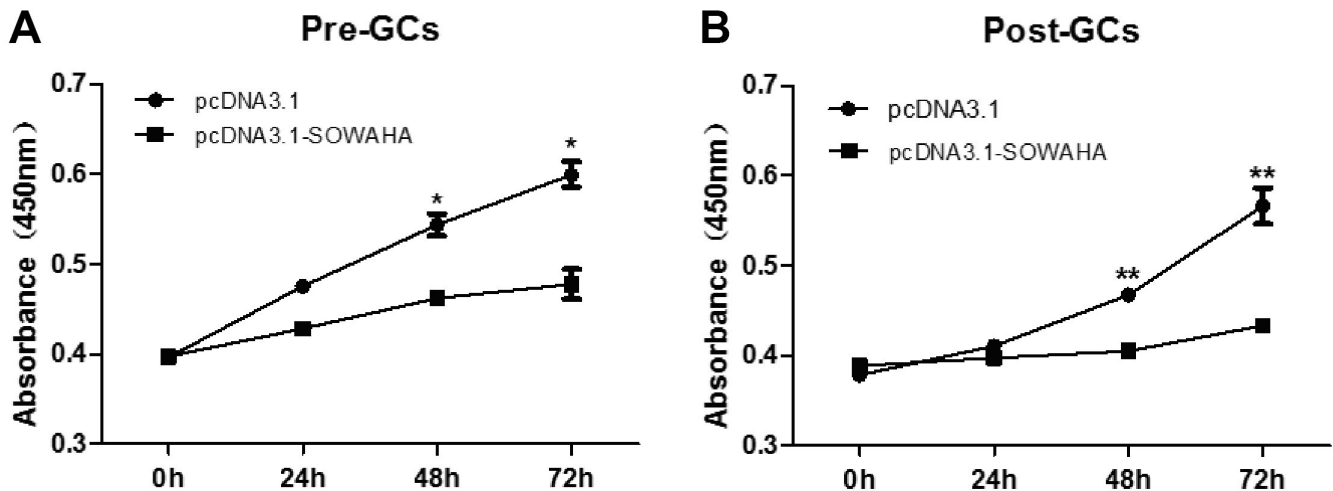 A
Pre-GCs
0.7
0.6
0.5
0.4
0.3
Absorbance（450nm）
pcDNA3.1
pcDNA3.1-SOWAHA
*
*
0h 24h 48h 72h
B
Post-GCs
0.7
0.6
0.5
0.4
0.3
Absorbance（450nm）
pcDNA3.1
pcDNA3.1-SOWAHA
**
**
0h 24h 48h 72h